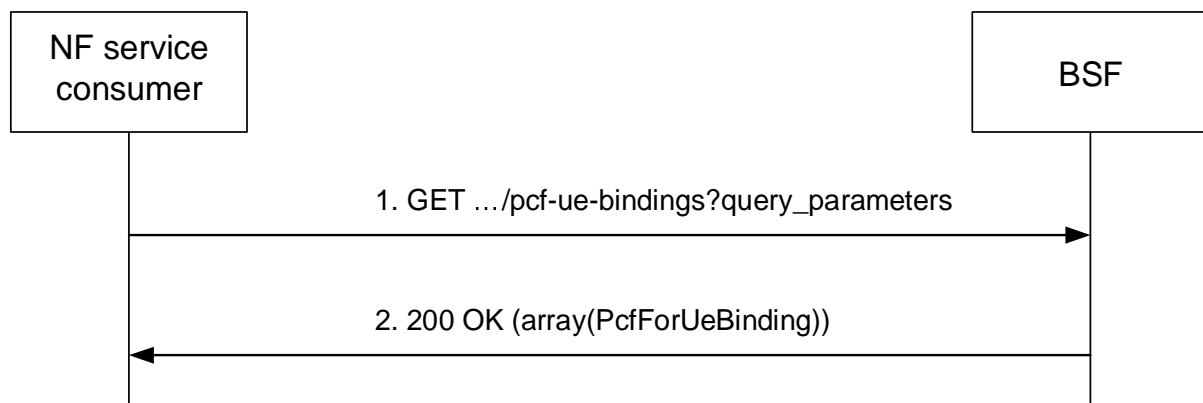 NF service
consumer
BSF
1. GET …/pcf-ue-bindings?query_parameters
2. 200 OK (array(PcfForUeBinding))